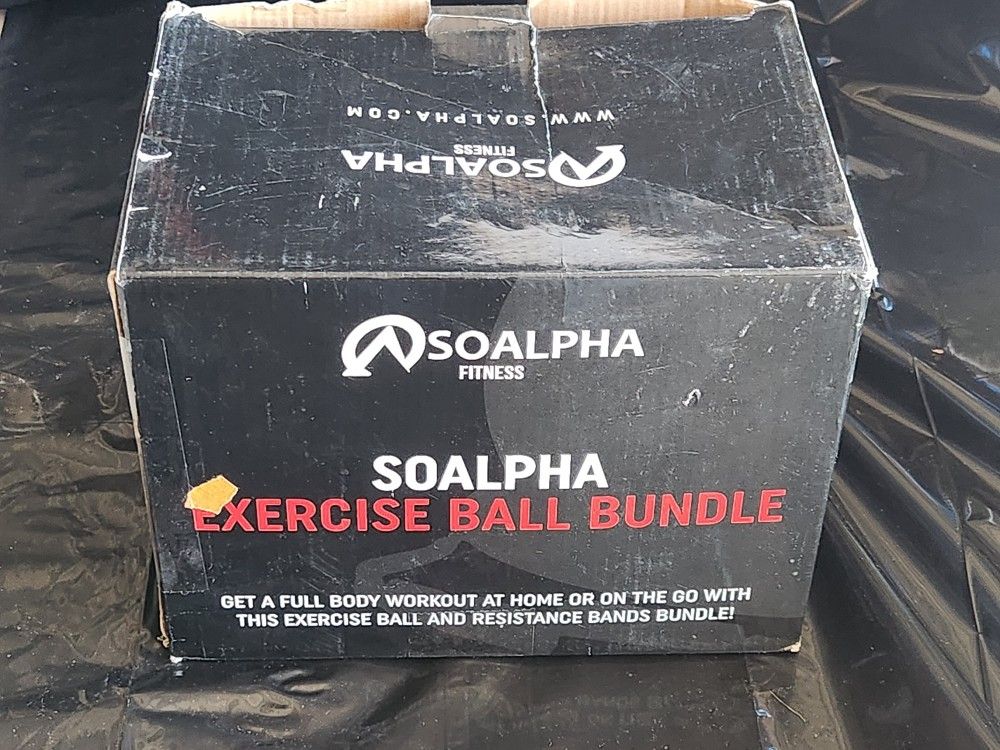 WWW.SOALPHA.COM
SOALPHA
FITNESS
SOALPHA
FITNESS
SOALPHA
EXERCISE BALL BUNDLE
GET A FULL BODY WORKOUT AT HOME OR ON THE GO WITH
THIS EXERCISE BALL AND RESISTANCE BANDS BUNDLE!